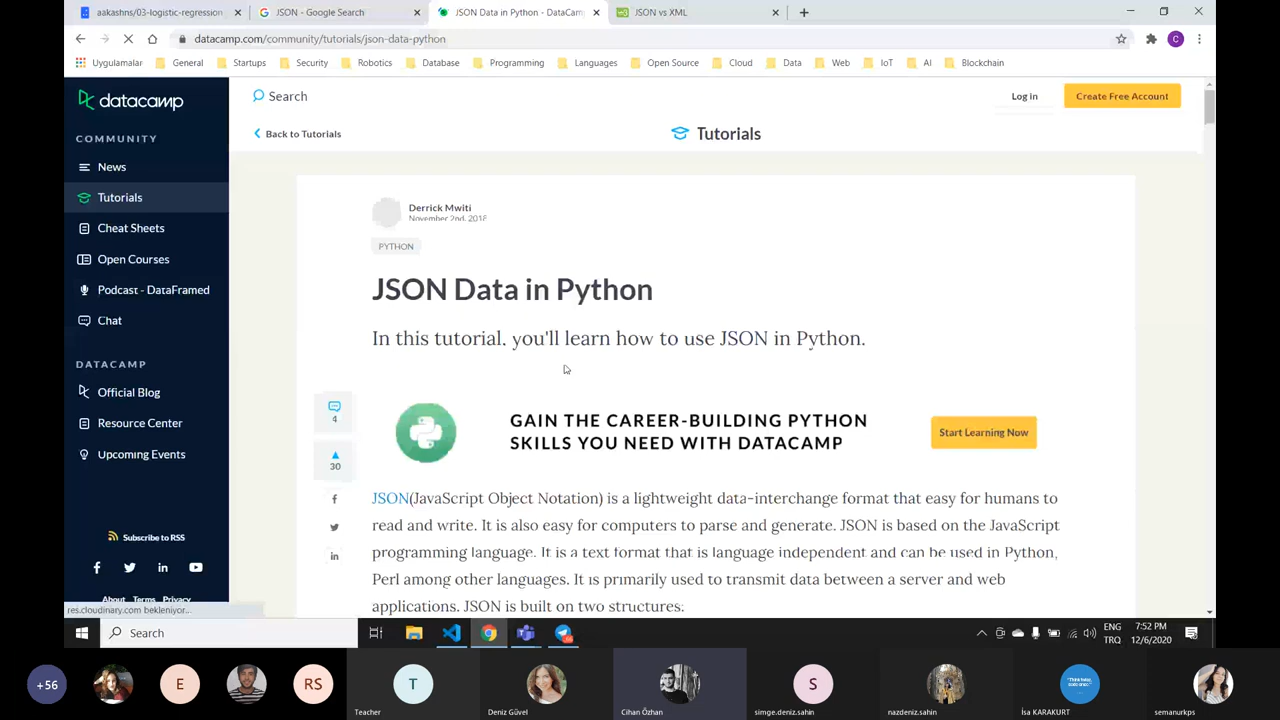 aakashns/03-logistic-regression
JSON - Google Search
JSON Data in Python - DataCam
JSON vs XML
datacamp.com/community/tutorials/json-data-python
C
Uygulamalar
General
Startups
Security
Robotics
Database
Programming
Languages
Open Source
Cloud
Data
Web
IoT
AI
Blockchain
datacamp
Search
Log in
Create Free Account
Back to Tutorials
Tutorials
COMMUNITY
News
Tutorials
Cheat Sheets
Open Courses
Podcast - DataFramed
Chat
DATACAMP
Official Blog
Resource Center
Upcoming Events
Subscribe to RSS
About Terms Privacy
res.cloudinary.com bekleniyor...
Derrick Mwiti
November 2nd, 2018
PYTHON
JSON Data in Python
In this tutorial, you'll learn how to use JSON in Python.
4
30
GAIN THE CAREER-BUILDING PYTHON
SKILLS YOU NEED WITH DATACAMP
Start Learning Now
JSON(JavaScript Object Notation) is a lightweight data-interchange format that easy for humans to
read and write. It is also easy for computers to parse and generate. JSON is based on the JavaScript
programming language. It is a text format that is language independent and can be used in Python,
Perl among other languages. It is primarily used to transmit data between a server and web
applications. JSON is built on two structures:
Search
ENG
TRQ
7:52 PM
12/6/2020
+56
E
RS
T
Teacher
Deniz Güvel
Cihan Özhan
S
simge.deniz.sahin
nazdeniz.sahin
İsa KARAKURT
semanurkps